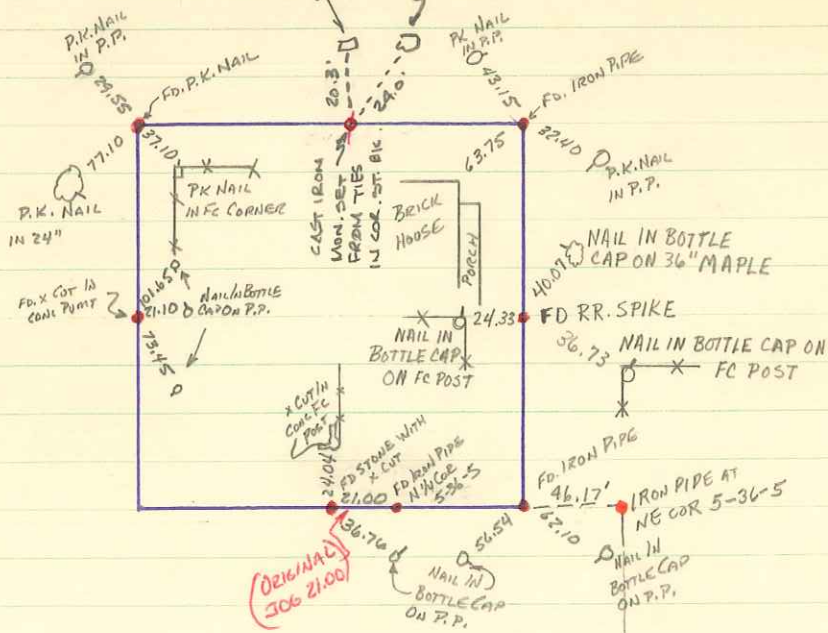 P.K. NAIL
IN P.P.
29.55
FD. P.K. NAIL
77.10
37.10
P.K. NAIL
IN 24"
PK NAIL
IN FC CORNER
20.3'
24.0'
CAST IRON
MON. SET
FROM TIES
IN COR. ST. BK.
PK NAIL
IN P.P.
43.15
FD. IRON PIPE
63.75
32.40
P.K. NAIL
IN P.P.
BRICK
HOUSE
PORCH
40.07
NAIL IN BOTTLE
CAP ON 36" MAPLE
FD. X CUT IN
CONC PVMT
101.65
21.10
73.45
NAIL IN BOTTLE
CAP ON P.P.
24.33
FD RR. SPIKE
NAIL IN
BOTTLE CAP
ON FC POST
36.73
NAIL IN BOTTLE CAP ON
FC POST
X CUT IN
CONC FC
POST
24.04
FD STONE WITH
X CUT
21.00
FD IRON PIPE
N 1/4 COR
5-36-5
FD. IRON PIPE
46.17'
62.10
IRON PIPE AT
NE COR 5-36-5
(ORIGINAL
JOG 21.00)
36.76
56.54
NAIL IN
BOTTLE CAP
ON P.P.
NAIL IN
BOTTLE CAP
ON P.P.